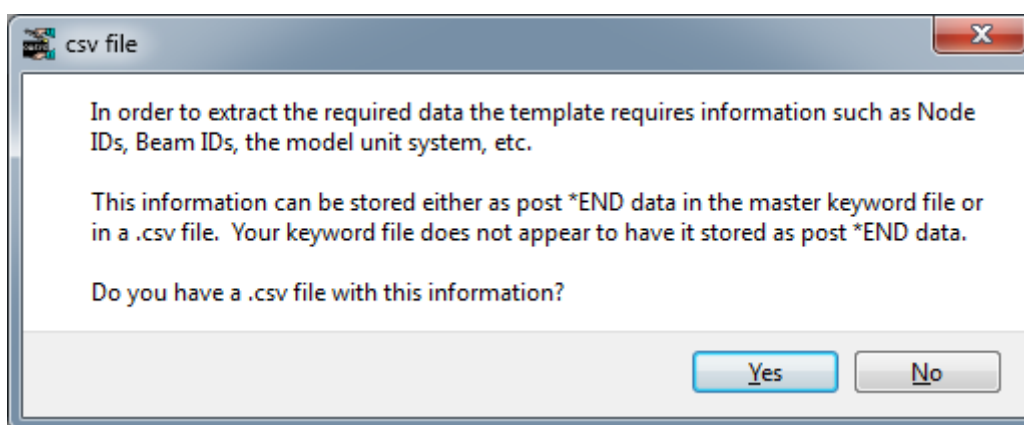 csv file
In order to extract the required data the template requires information such as Node
IDs, Beam IDs, the model unit system, etc.
This information can be stored either as post *END data in the master keyword file or
in a .csv file.  Your keyword file does not appear to have it stored as post *END data.
Do you have a .csv file with this information?
Yes
No